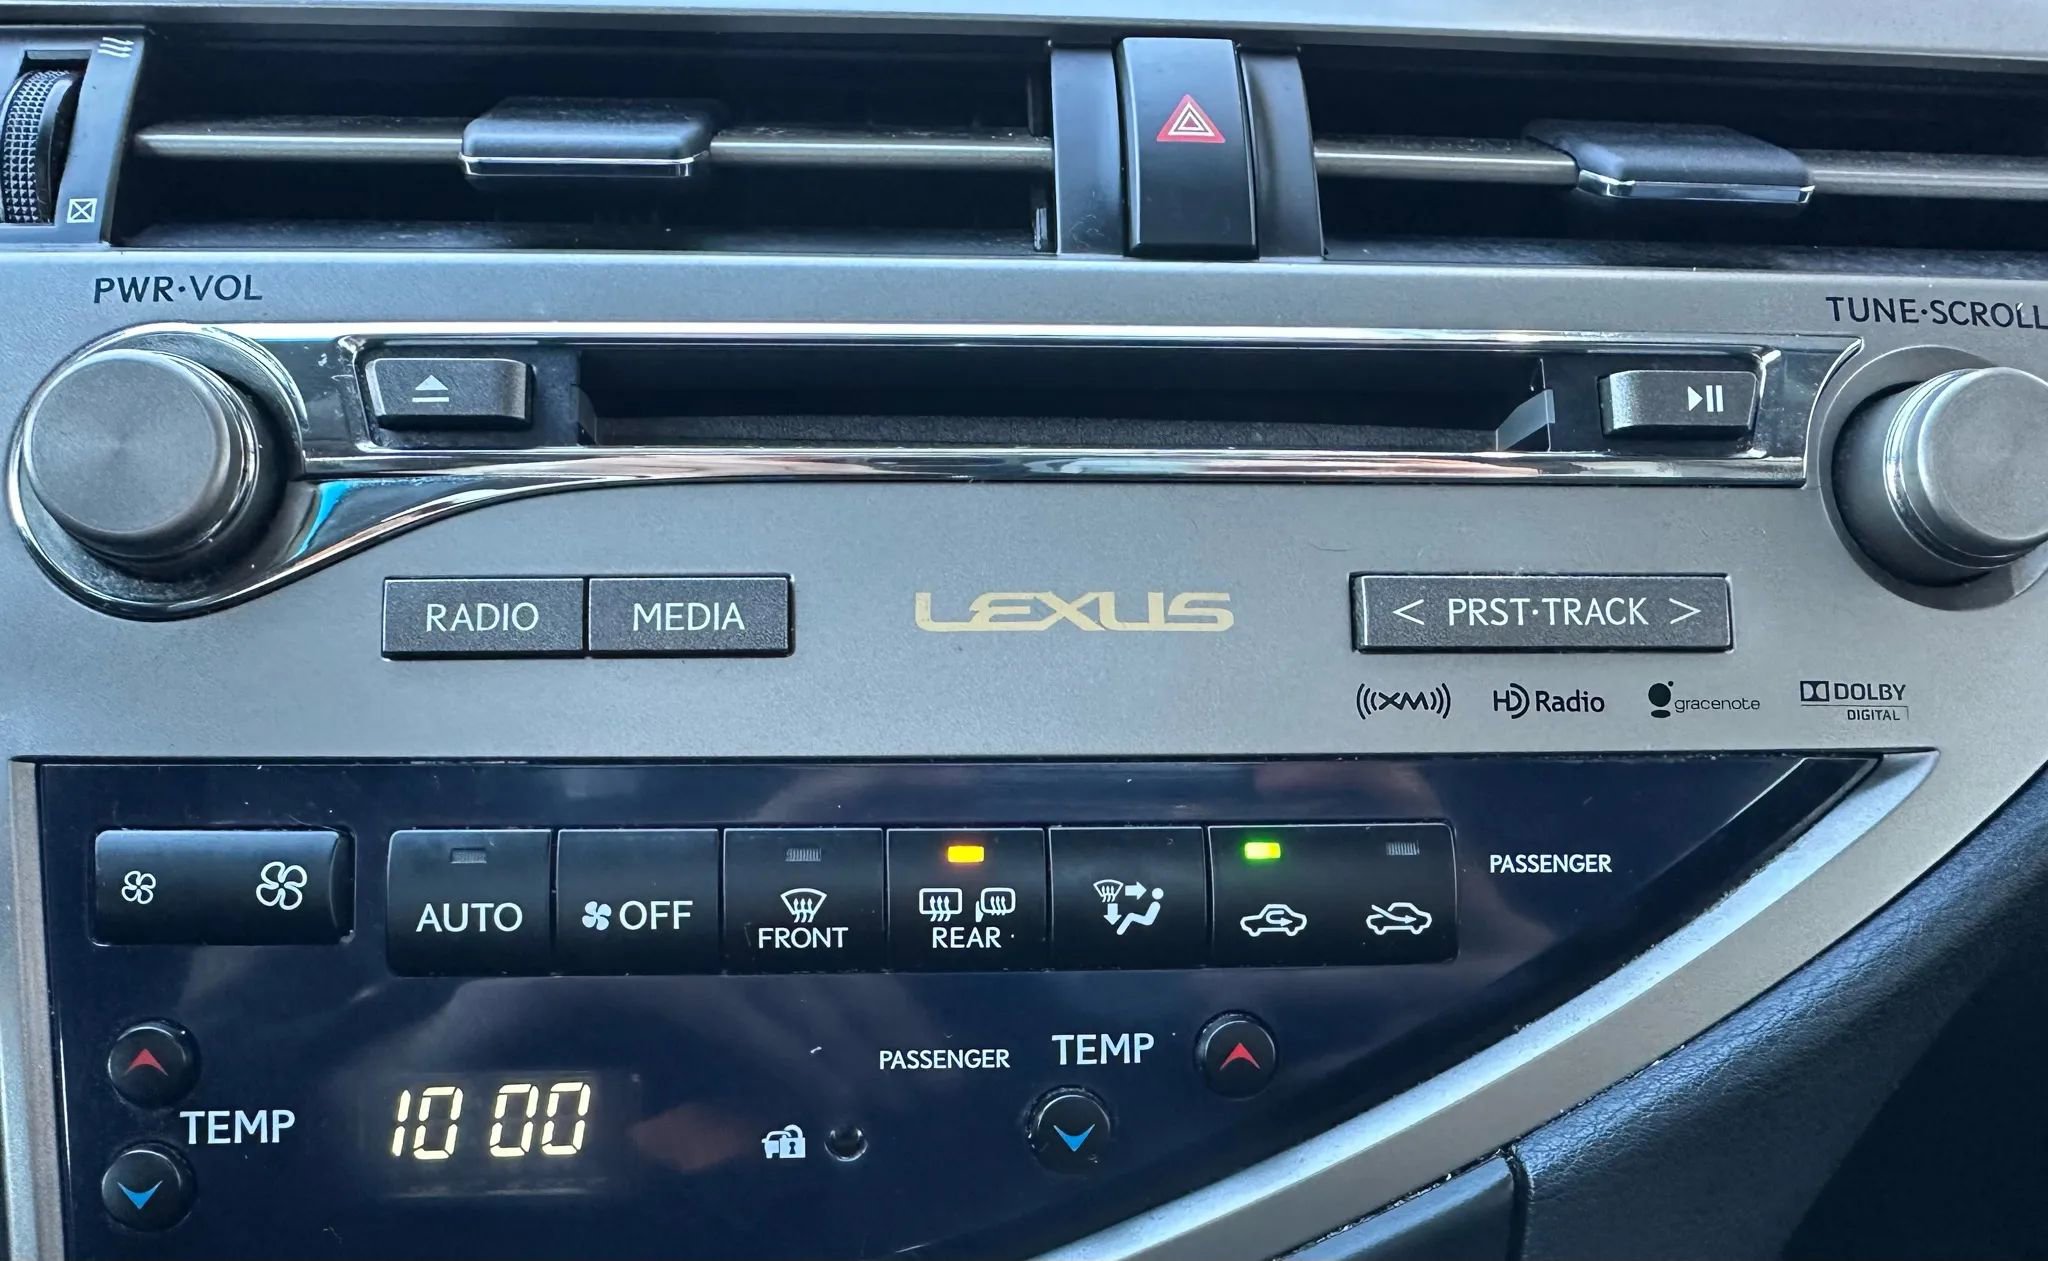 PWR·VOL
TUNE·SCROLL
RADIO
MEDIA
LEXUS
< PRST·TRACK >
((XM))
HD Radio
gracenote
DOLBY
DIGITAL
AUTO
OFF
FRONT
REAR
PASSENGER
TEMP
10 00
PASSENGER
TEMP